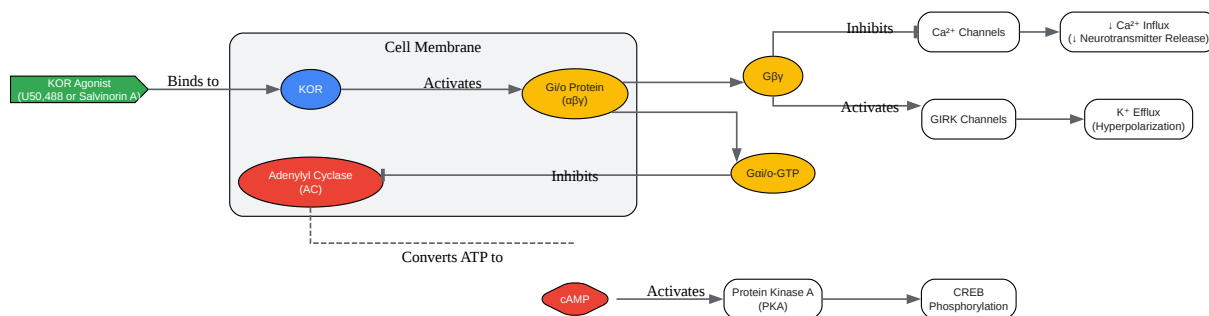 Inhibits
Ca²⁺ Channels
↓ Ca²⁺ Influx
(↓ Neurotransmitter Release)
Cell Membrane
KOR Agonist
(U50,488 or Salvinorin A)
Binds to
KOR
Activates
Gi/o Protein
(αβγ)
Gβγ
Activates
GIRK Channels
K⁺ Efflux
(Hyperpolarization)
Adenylyl Cyclase
(AC)
Inhibits
Gαi/o-GTP
Converts ATP to
cAMP
Activates
Protein Kinase A
(PKA)
CREB
Phosphorylation